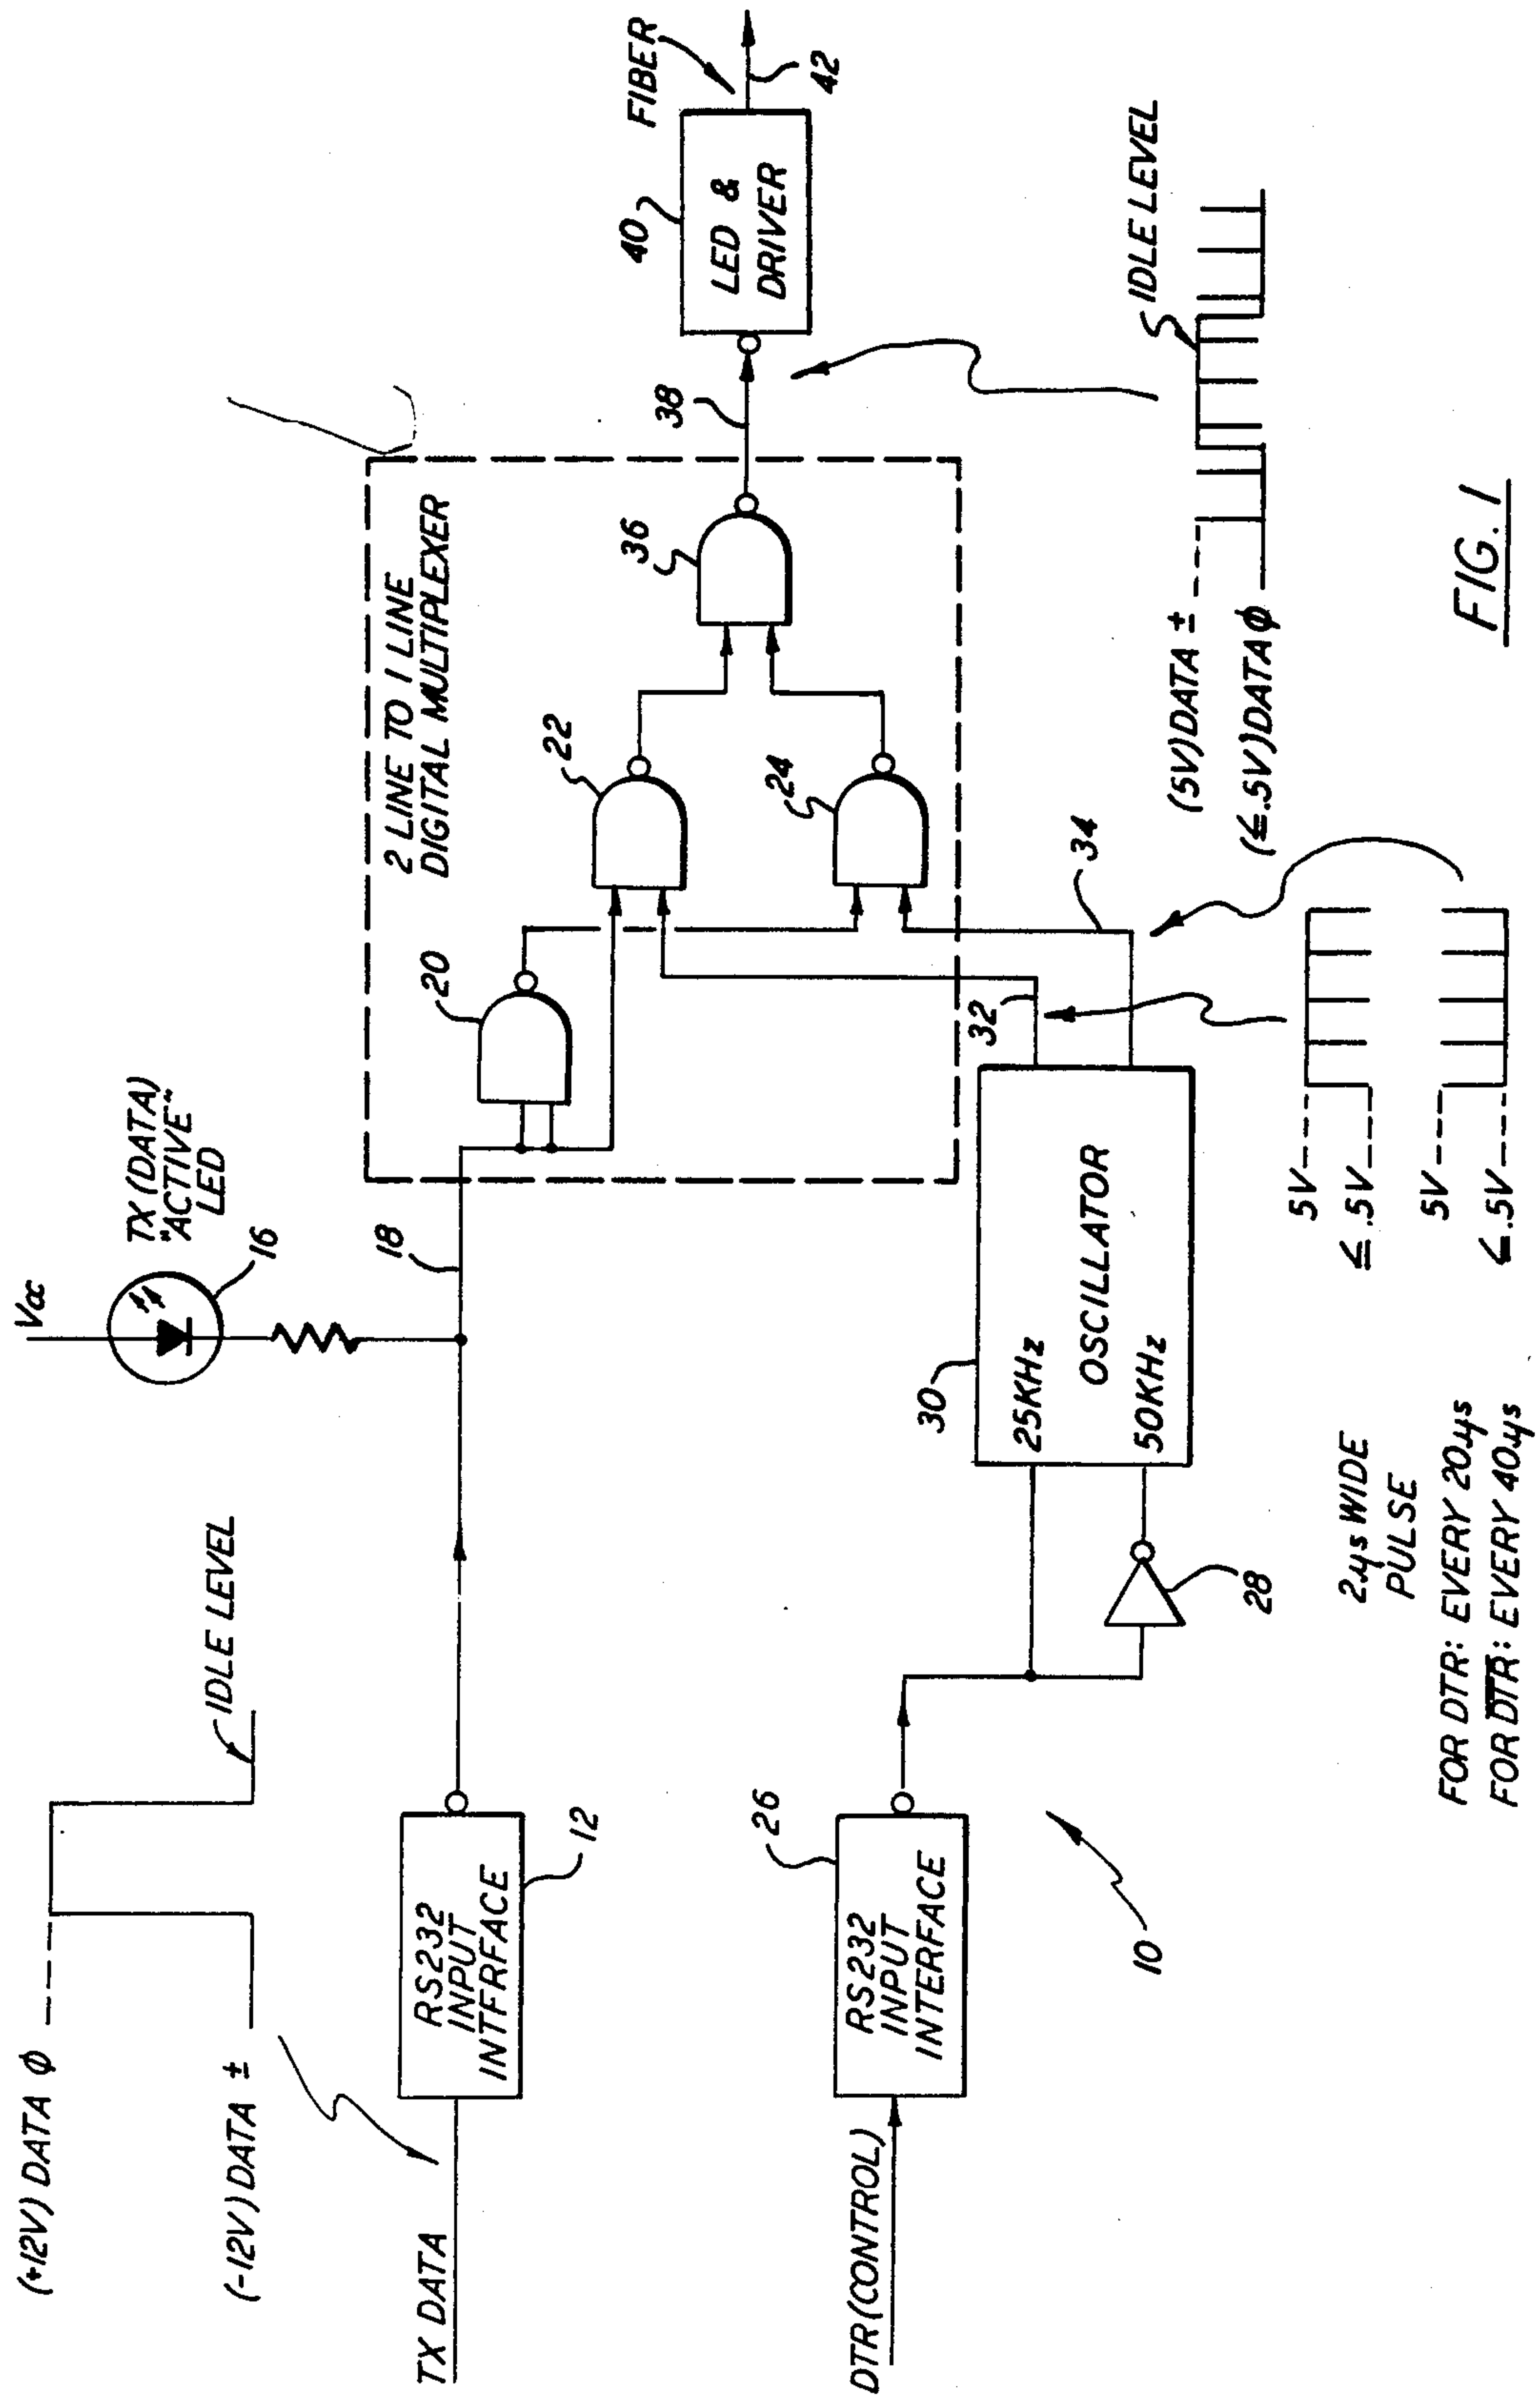 (+12V) DATA ϕ
(-12V) DATA ±
IDLE LEVEL
TX DATA
RS232
INPUT
INTFRFACE
12
Vcc
TX (DATA)
"ACTIVE"
LED
16
18
2 LINE TO 1 LINE
DIGITAL MULTIPLEXER
20
22
24
36
38
40
LED &
DRIVER
FIBER
42
DTR (CONTROL)
RS232
INPUT
INTERFACE
26
10
28
30
25KHz
OSCILLATOR
50KHz
32
34
2µs WIDE
PULSE
FOR DTR: EVERY 20µs
FOR D̅T̅R̅: EVERY 40µs
5V
≤ .5V
5V
≤ .5V
(5V) DATA ±
(≤.5V) DATA ϕ
IDLE LEVEL
FIG. 1